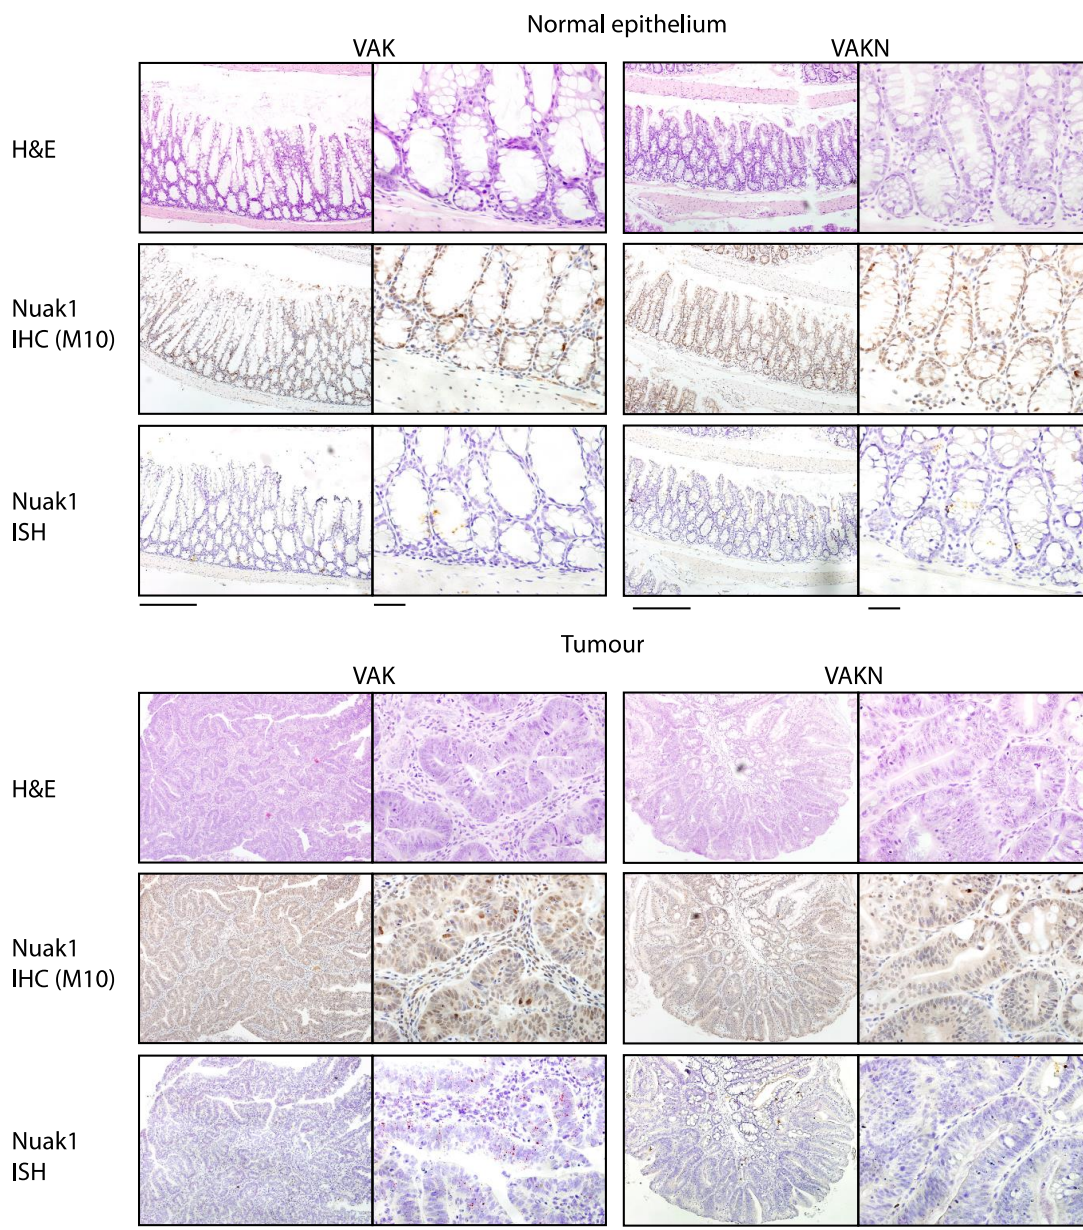 Normal epithelium
VAK VAKN
H&E
Nuak1
IHC (M10)
Nuak1
ISH
Tumour
VAK VAKN
H&E
Nuak1
IHC (M10)
Nuak1
ISH